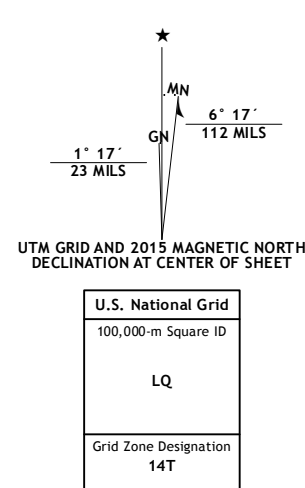 ★
MN
6° 17´
112 MILS
GN
1° 17´
23 MILS
UTM GRID AND 2015 MAGNETIC NORTH
DECLINATION AT CENTER OF SHEET
U.S. National Grid
100,000-m Square ID
LQ
Grid Zone Designation
14T